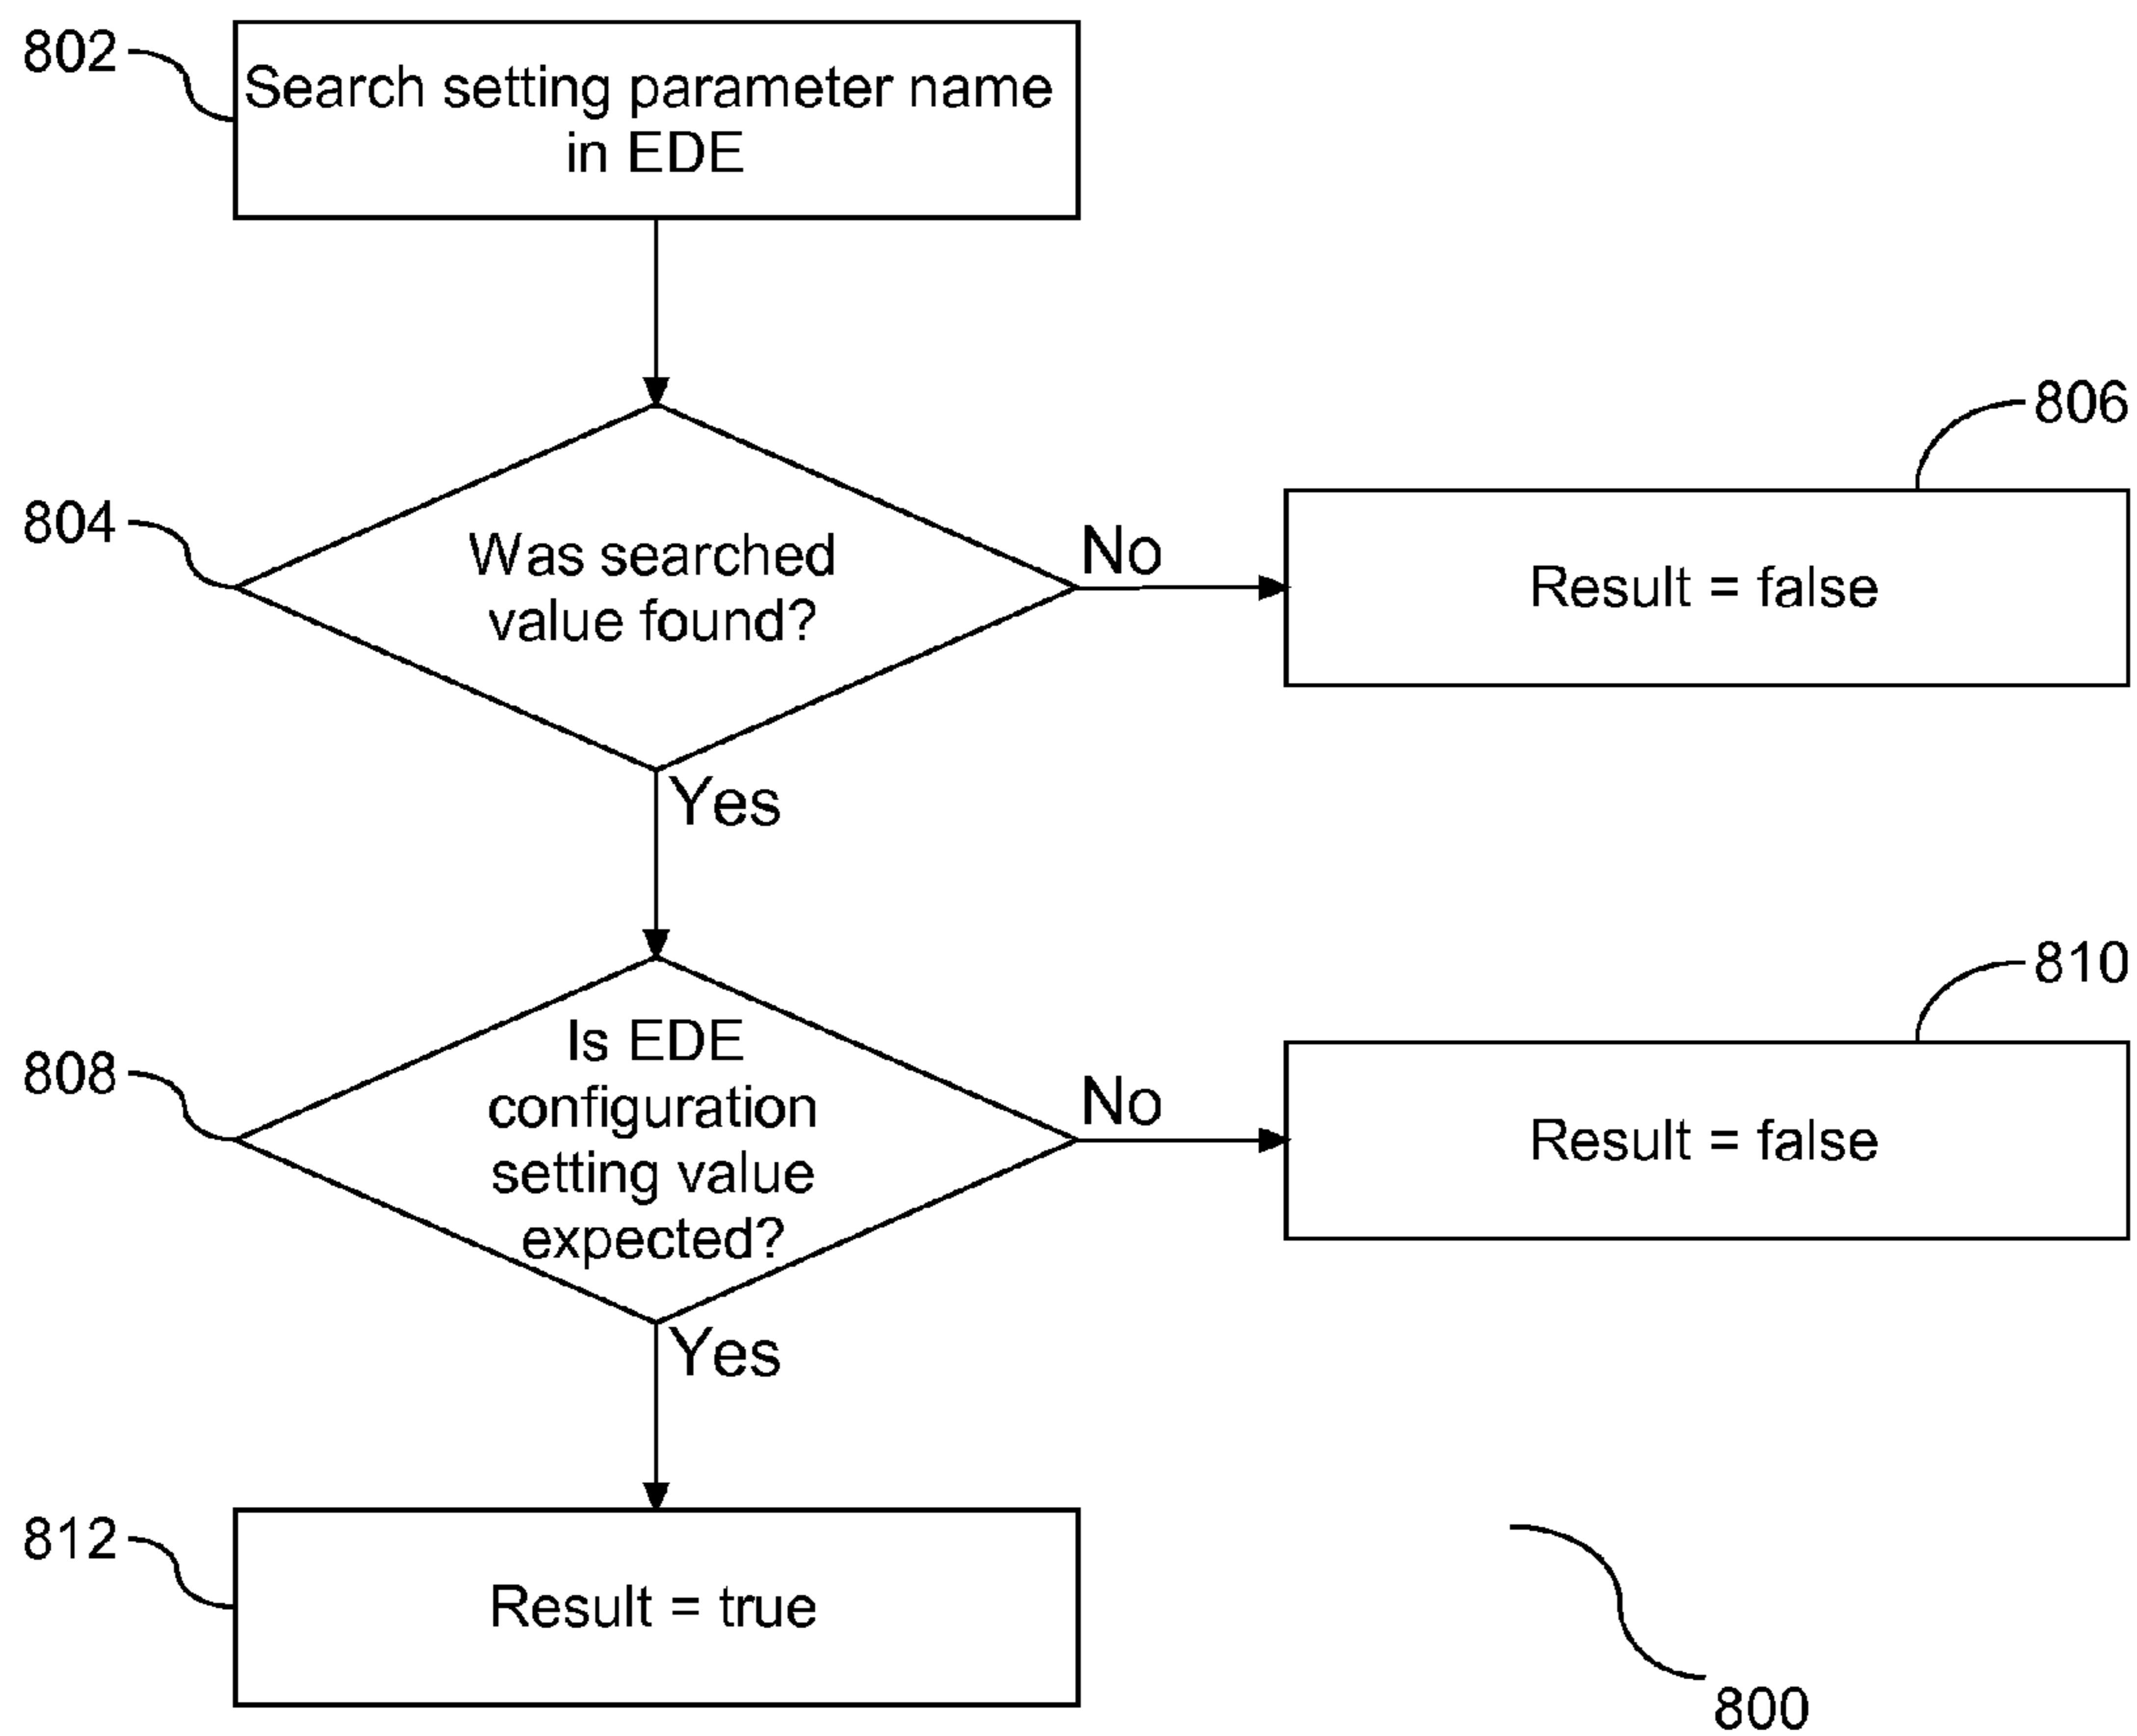 802
Search setting parameter name
in EDE
804
Was searched
value found?
No
806
Result = false
Yes
808
Is EDE
configuration
setting value
expected?
No
810
Result = false
Yes
812
Result = true
800